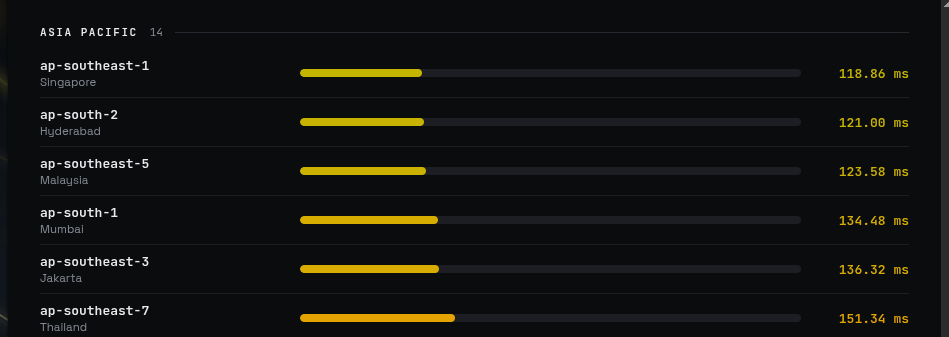 ASIA PACIFIC 14
ap-southeast-1
Singapore
118.86 ms
ap-south-2
Hyderabad
121.00 ms
ap-southeast-5
Malaysia
123.58 ms
ap-south-1
Mumbai
134.48 ms
ap-southeast-3
Jakarta
136.32 ms
ap-southeast-7
Thailand
151.34 ms